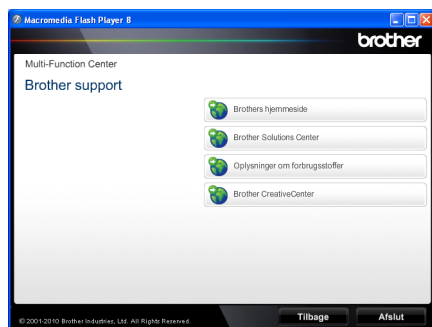 Macromedia Flash Player 8
brother
Multi-Function Center
Brother support
Brothers hjemmeside
Brother Solutions Center
Oplysninger om forbrugsstoffer
Brother CreativeCenter
© 2001-2010 Brother Industries, Ltd. All Rights Reserved.
Tilbage
Afslut